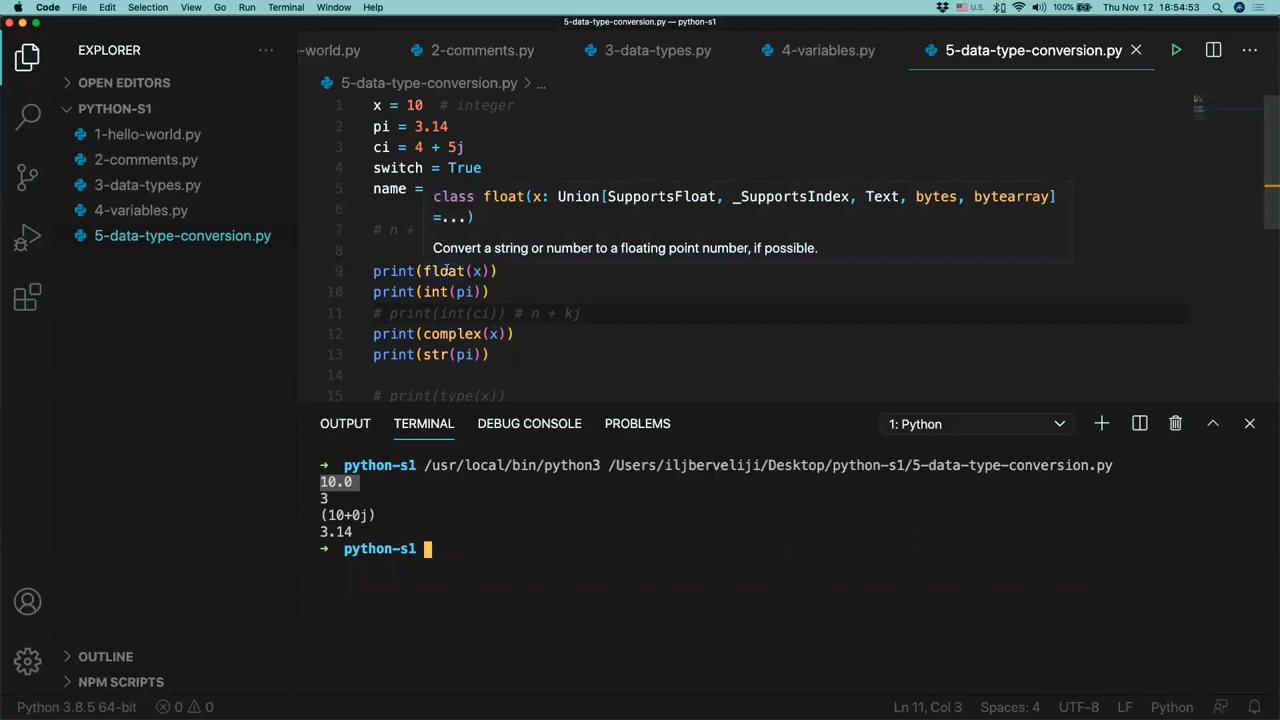 Code File Edit Selection View Go Run Terminal Window Help U.S. 100% Thu Nov 12 18:54:53
5-data-type-conversion.py — python-s1
EXPLORER
-world.py 2-comments.py 3-data-types.py 4-variables.py 5-data-type-conversion.py
OPEN EDITORS
PYTHON-S1
1-hello-world.py
2-comments.py
3-data-types.py
4-variables.py
5-data-type-conversion.py
OUTLINE
NPM SCRIPTS
5-data-type-conversion.py > ...
1 x = 10 # integer
2 pi = 3.14
3 ci = 4 + 5j
4 switch = True
5 name =
6
7 # n +
8
class float(x: Union[SupportsFloat, _SupportsIndex, Text, bytes, bytearray]
=...)
Convert a string or number to a floating point number, if possible.
9 print(float(x))
10 print(int(pi))
11 # print(int(ci)) # n + kj
12 print(complex(x))
13 print(str(pi))
14
15 # print(type(x))
OUTPUT TERMINAL DEBUG CONSOLE PROBLEMS 1: Python
→ python-s1 /usr/local/bin/python3 /Users/iljberveliji/Desktop/python-s1/5-data-type-conversion.py
10.0
3
(10+0j)
3.14
→ python-s1
Python 3.8.5 64-bit 0 0 Ln 11, Col 3 Spaces: 4 UTF-8 LF Python